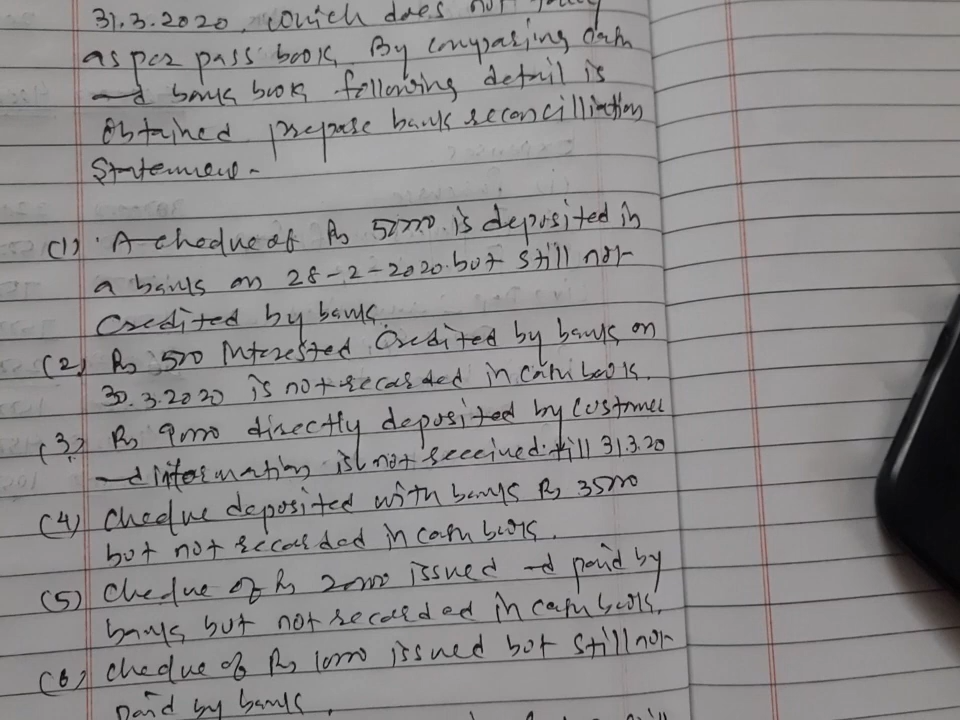 31.3.2020, which does not
as per pass book. By comparing cash
and bank book following detail is
Obtained prepare bank reconcilliation
Statement-
(1) A cheque of Rs 52000. is deposited in
a bank on 28-2-2020. but still not
Credited by bank.
(2) Rs 500 Interested Credited by bank on
30.3.2020 is not recorded in cash book.
(3) Rs 9000 directly deposited by customer
and information is not received till 31.3.20
(4) Cheque deposited with bank Rs 35000
but not recorded in cash book.
(5) Cheque of Rs 20000 issued and paid by
bank, but not recorded in cash book.
(6) Cheque of Rs 10000 issued but still not
paid by bank.